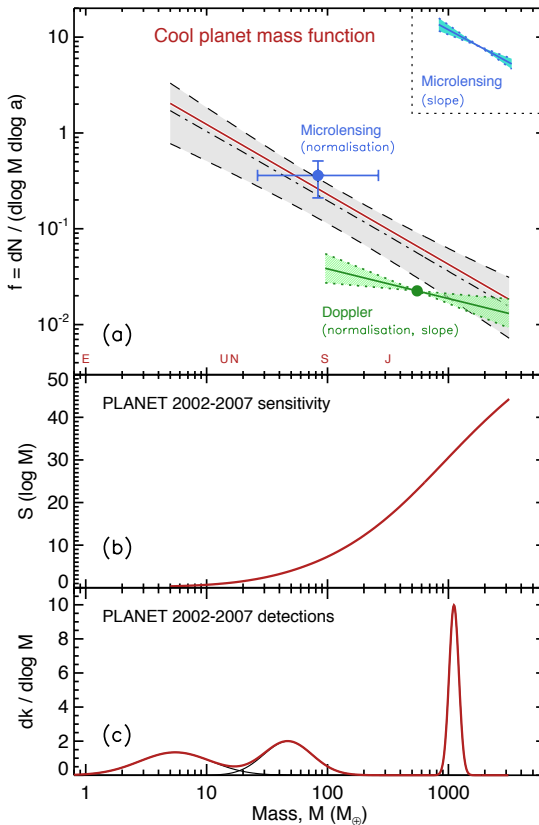 10
1
10⁻¹
10⁻²
f = dN / (dlog M dlog a)
Cool planet mass function
Microlensing
(slope)
Microlensing
(normalisation)
Doppler
(normalisation, slope)
(a)
E UN S J
50
40
30
20
10
0
S (log M)
PLANET 2002-2007 sensitivity
(b)
10
8
6
4
2
0
dk / dlog M
PLANET 2002-2007 detections
(c)
1 10 100 1000
Mass, M (M⊕)